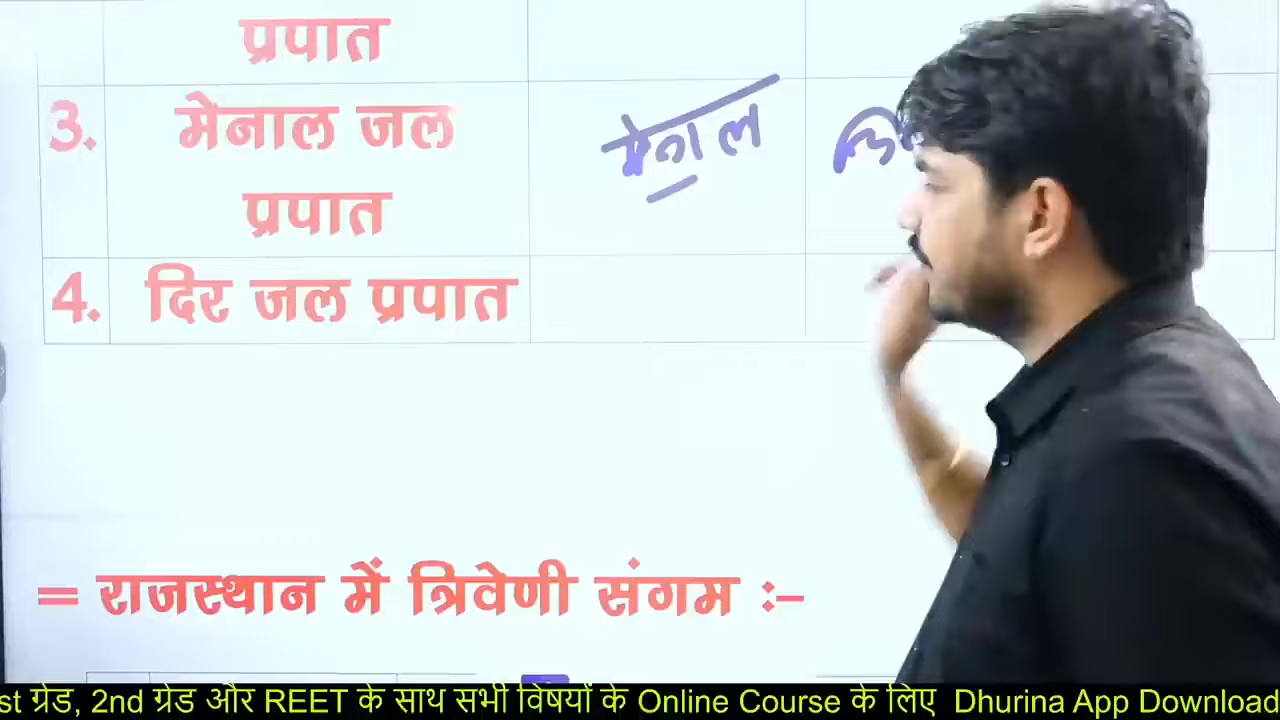 प्रपात
3. मेनाल जल मेनाल
प्रपात
4. दिर जल प्रपात
= राजस्थान में त्रिवेणी संगम :-
st ग्रेड, 2nd ग्रेड और REET के साथ सभी विषयों के Online Course के लिए Dhurina App Download